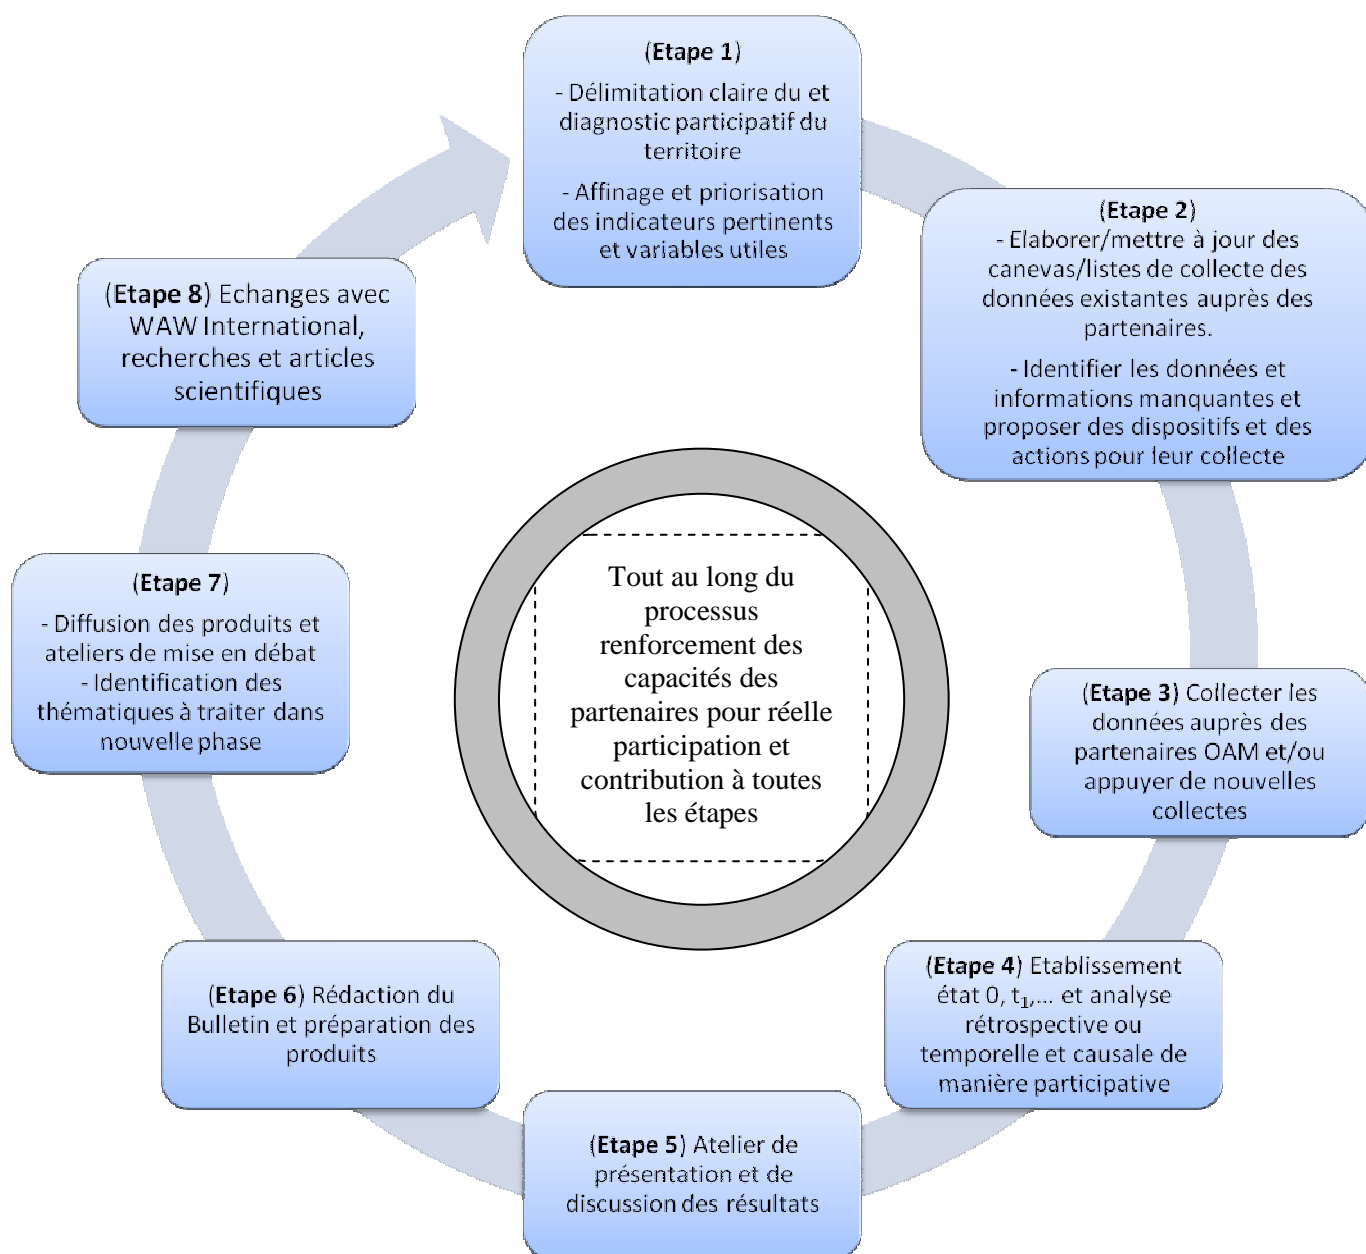 (Etape 1)
- Délimitation claire du et
diagnostic participatif du
territoire
- Affinage et priorisation
des indicateurs pertinents
et variables utiles
(Etape 2)
- Elaborer/mettre à jour des
canevas/listes de collecte des
données existantes auprès des
partenaires.
- Identifier les données et
informations manquantes et
proposer des dispositifs et des
actions pour leur collecte
(Etape 3) Collecter les
données auprès des
partenaires OAM et/ou
appuyer de nouvelles
collectes
(Etape 4) Etablissement
état 0, t₁,... et analyse
rétrospective ou
temporelle et causale de
manière participative
(Etape 5) Atelier de
présentation et de
discussion des résultats
(Etape 6) Rédaction du
Bulletin et préparation des
produits
(Etape 7)
- Diffusion des produits et
ateliers de mise en débat
- Identification des
thématiques à traiter dans
nouvelle phase
(Etape 8) Echanges avec
WAW International,
recherches et articles
scientifiques
Tout au long du
processus
renforcement des
capacités des
partenaires pour réelle
participation et
contribution à toutes
les étapes